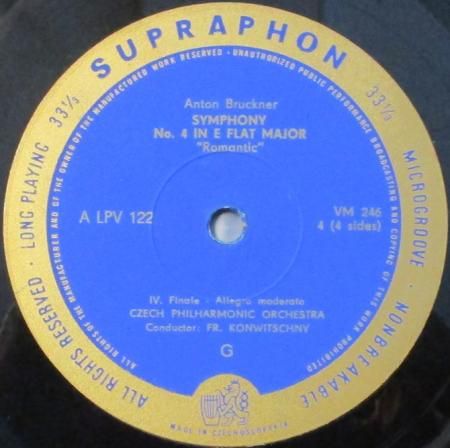 SUPRAPHON
ALL RIGHTS RESERVED · LONG PLAYING 33⅓
33⅓ MICROGROOVE · NONBREAKABLE
ALL RIGHTS OF THE MANUFACTURER AND OF THE OWNER OF THE MANUFACTURED WORK RESERVED · UNAUTHORIZED PUBLIC PERFORMANCE BROADCASTING AND COPYING OF THIS WORK PROHIBITED
Anton Bruckner
SYMPHONY
No. 4 IN E FLAT MAJOR
"Romantic"
A LPV 122
VM 246
4 (4 sides)
IV. Finale - Allegro moderato
CZECH PHILHARMONIC ORCHESTRA
Conductor: FR. KONWITSCHNY
G
MADE IN CZECHOSLOVAKIA